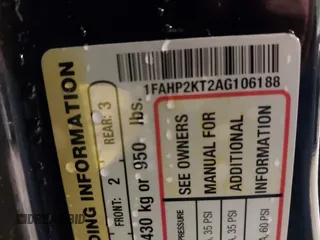 1FAHP2KT2AG106188
DING INFORMATION
REAR: 3
FRONT: 2
430 kg or 950 lbs.
SEE OWNERS
MANUAL FOR
ADDITIONAL
INFORMATION
PRESSURE
35 PSI
35 PSI
60 PSI